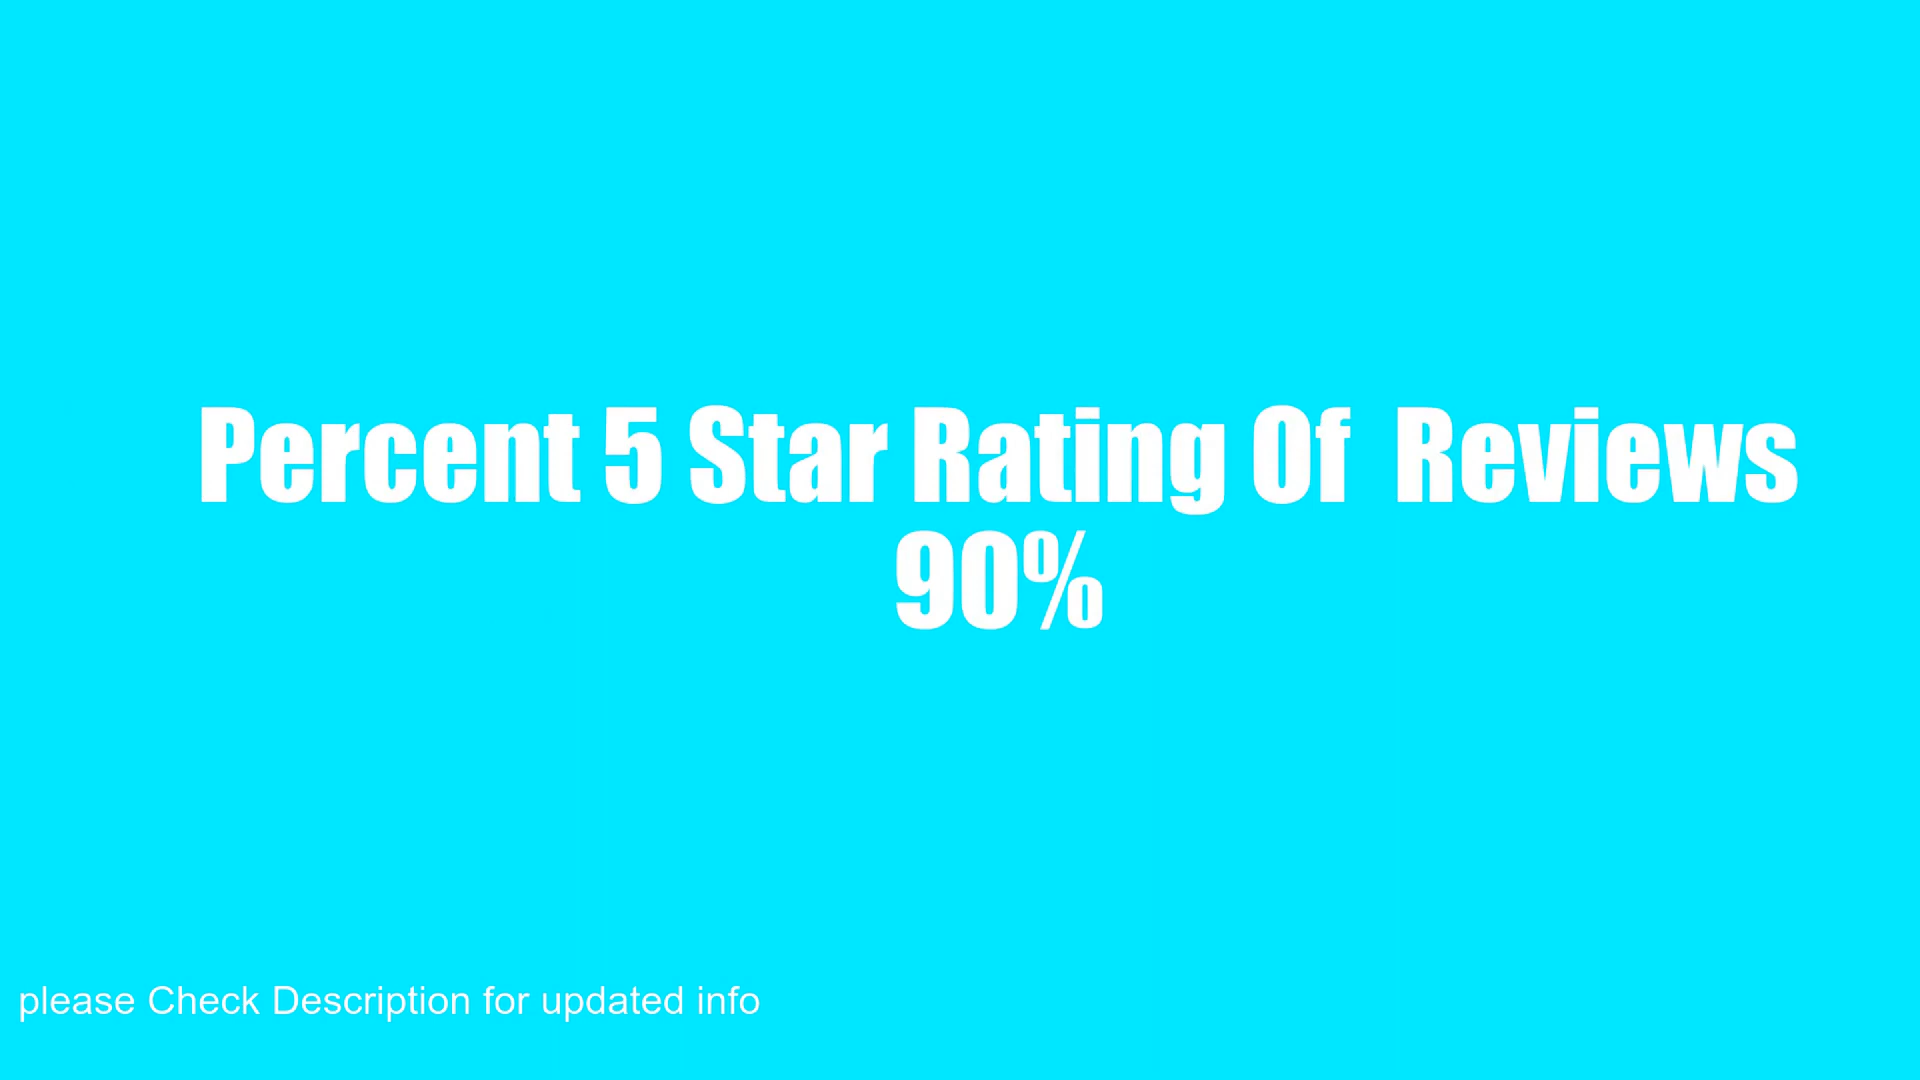 Percent 5 Star Rating Of  Reviews
90%
please Check Description for updated info